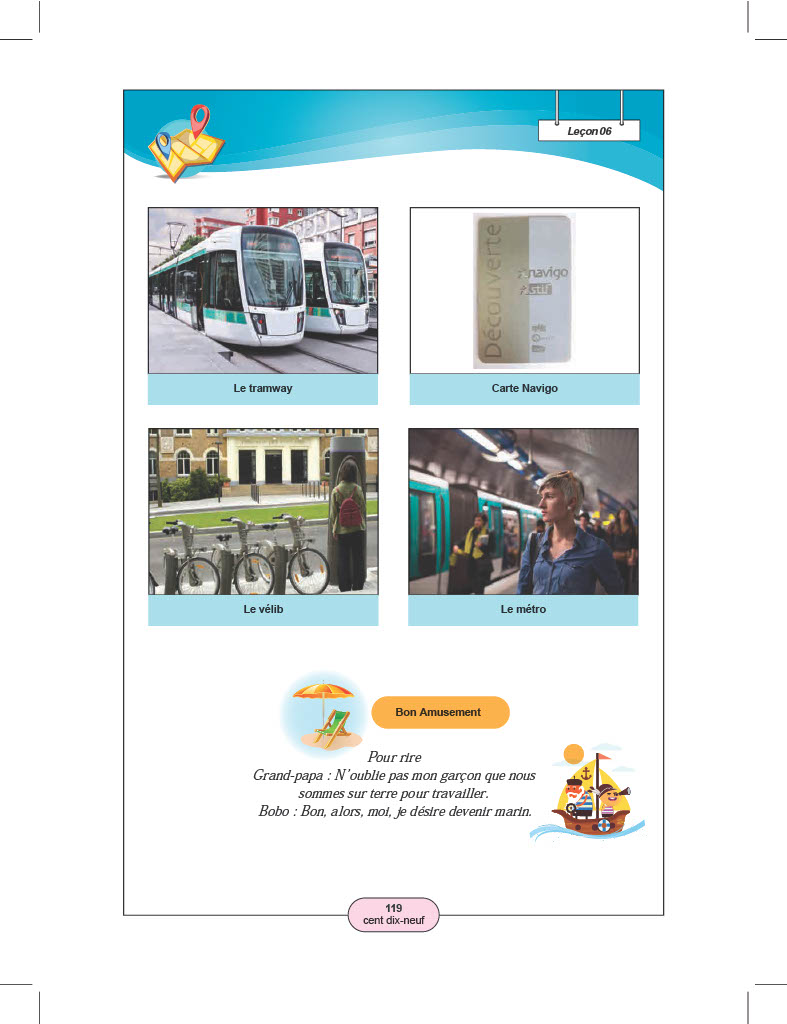 Leçon 06
Découverte
navigo
stif
Le tramway
Carte Navigo
Le vélib
Le métro
Bon Amusement
Pour rire
Grand-papa : N'oublie pas mon garçon que nous
sommes sur terre pour travailler.
Bobo : Bon, alors, moi, je désire devenir marin.
119
cent dix-neuf